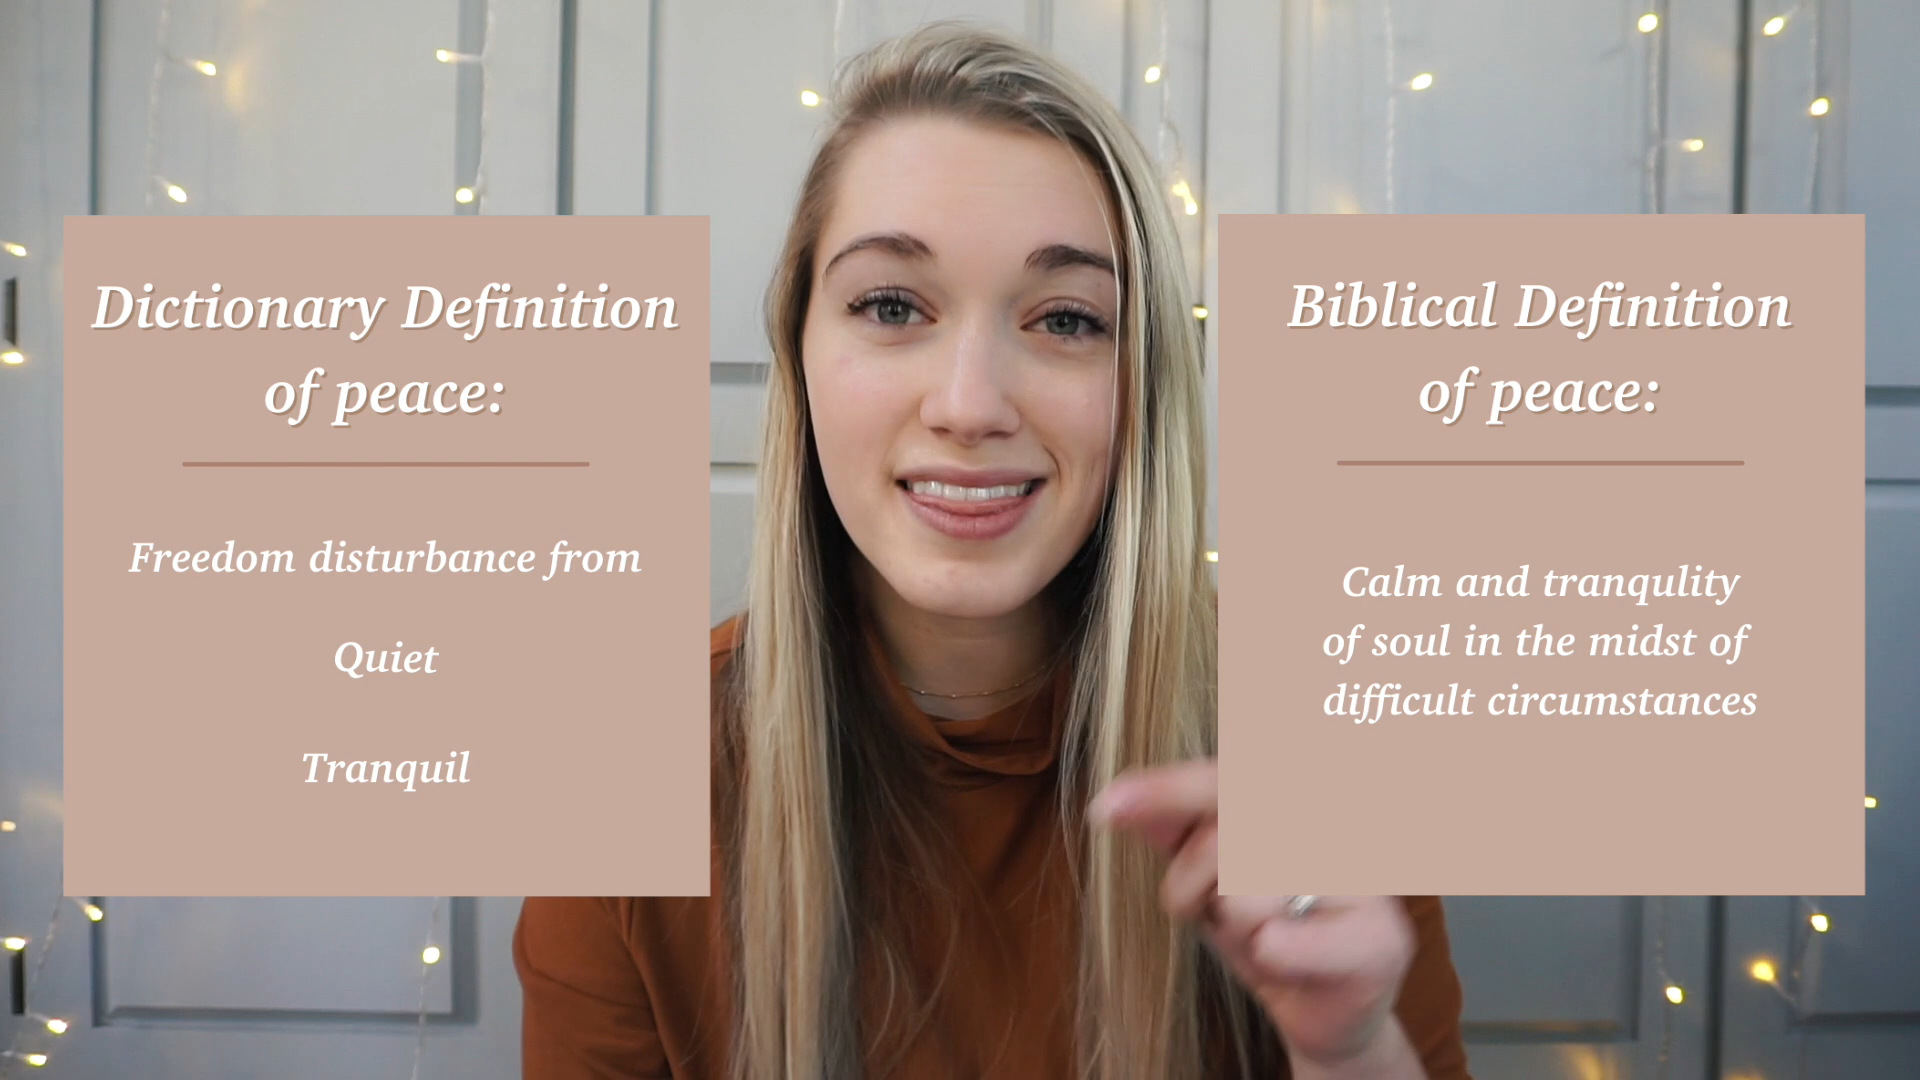 Dictionary Definition
of peace:
Freedom disturbance from
Quiet
Tranquil
Biblical Definition
of peace:
Calm and tranqulity
of soul in the midst of
difficult circumstances